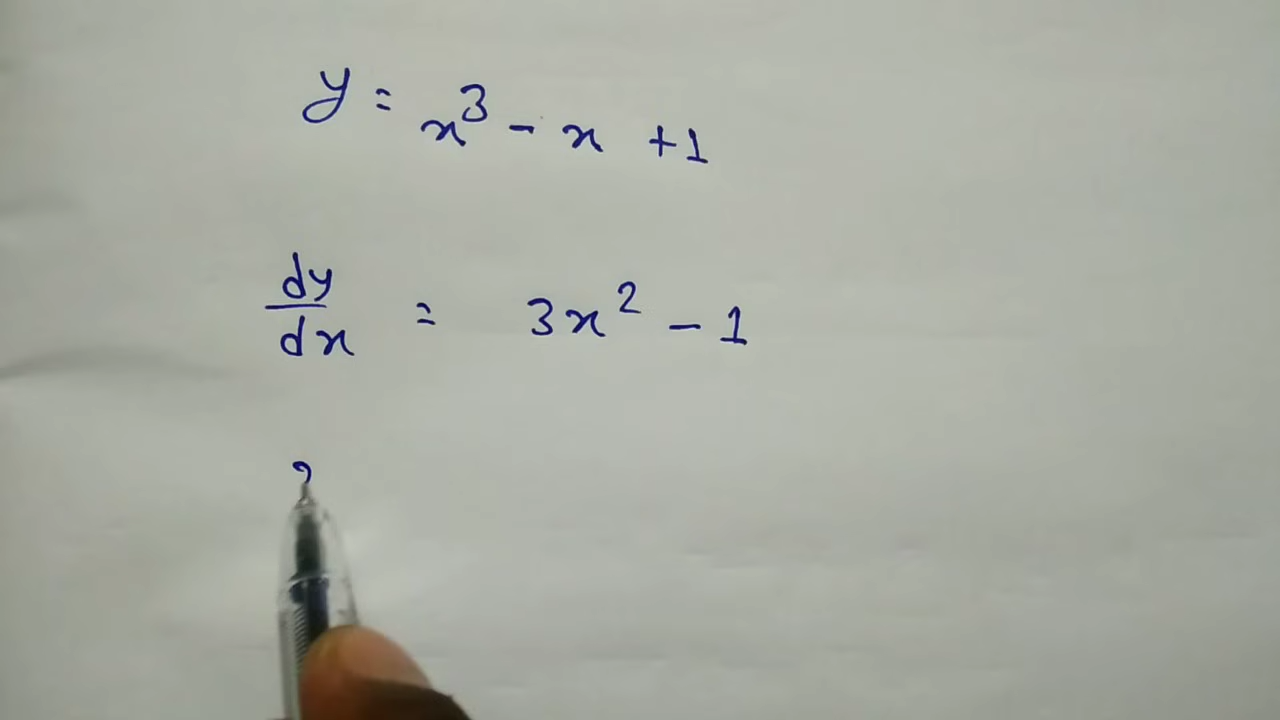 y = x³ - x + 1
dy/dx = 3x² - 1